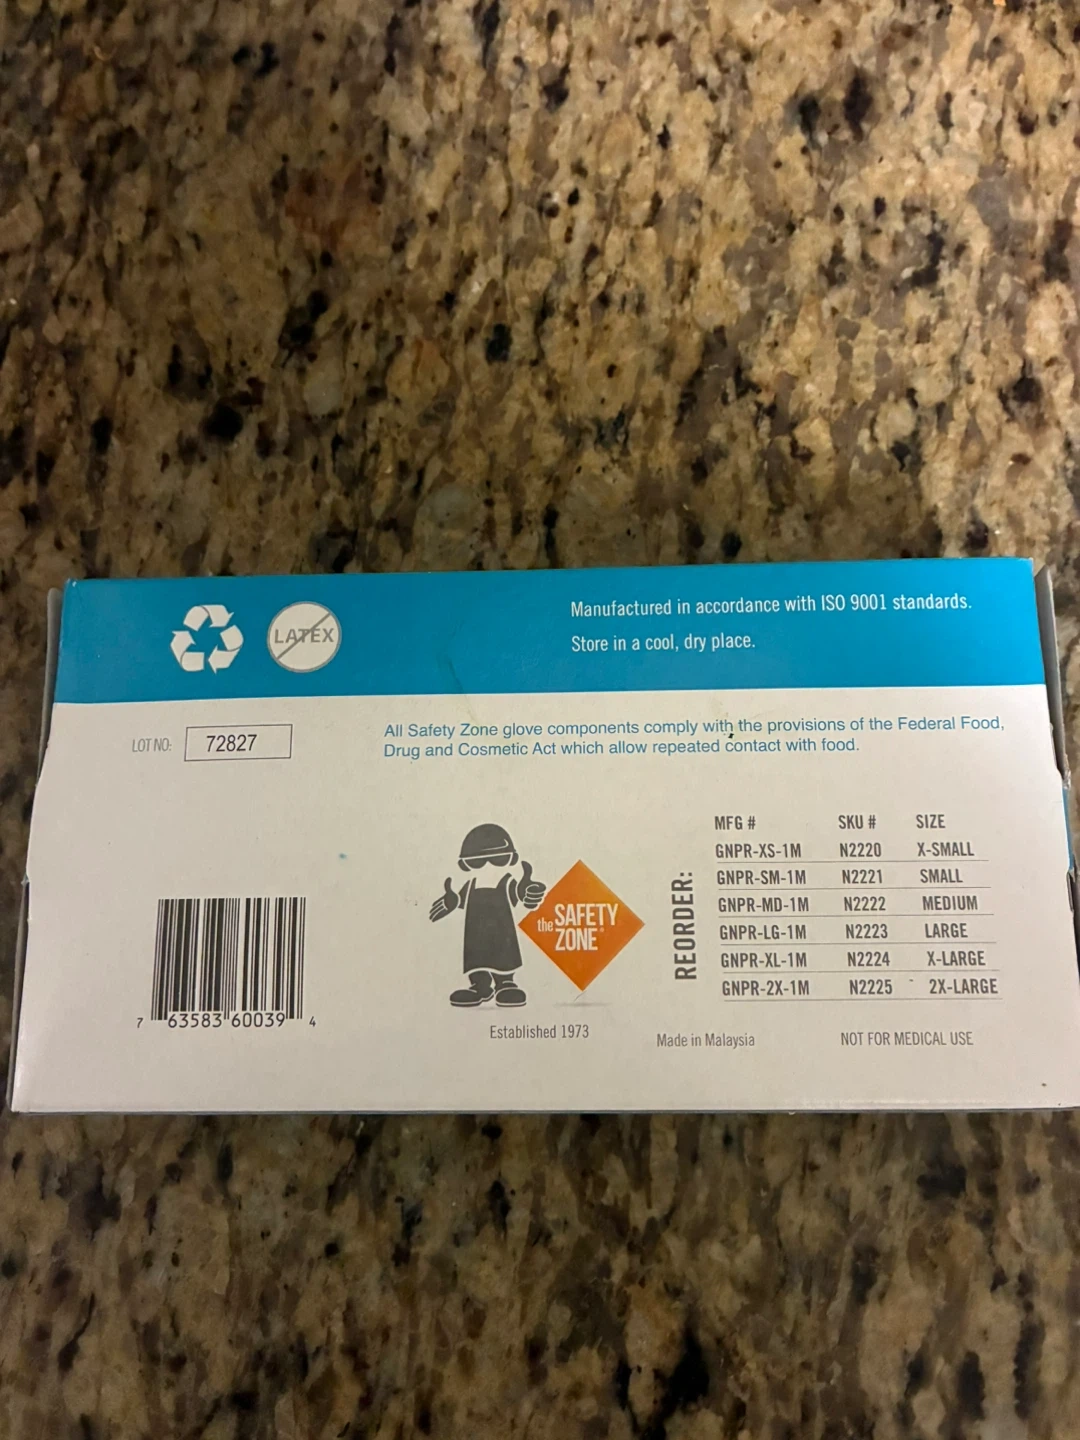 LATEX
Manufactured in accordance with ISO 9001 standards.
Store in a cool, dry place.
LOT NO: 72827
All Safety Zone glove components comply with the provisions of the Federal Food,
Drug and Cosmetic Act which allow repeated contact with food.
the SAFETY
ZONE®
Established 1973
REORDER:
MFG # SKU # SIZE
GNPR-XS-1M N2220 X-SMALL
GNPR-SM-1M N2221 SMALL
GNPR-MD-1M N2222 MEDIUM
GNPR-LG-1M N2223 LARGE
GNPR-XL-1M N2224 X-LARGE
GNPR-2X-1M N2225 2X-LARGE
7 63583 60039 4
Made in Malaysia
NOT FOR MEDICAL USE